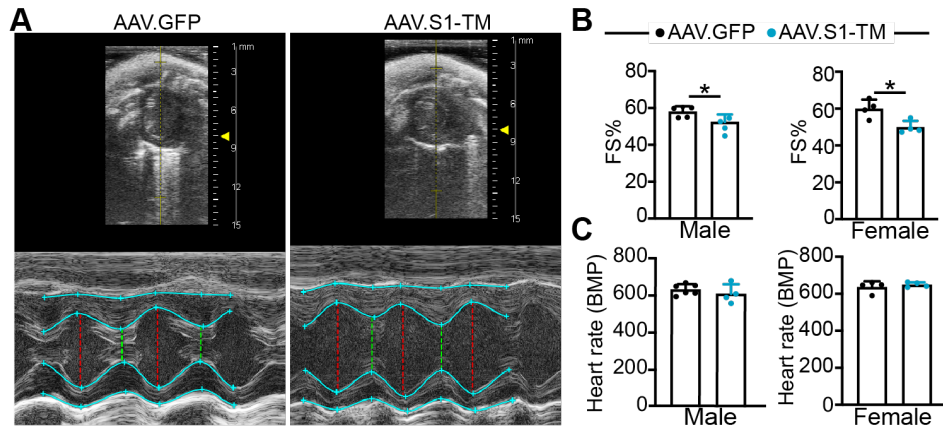 A
AAV.GFP
AAV.S1-TM
1 mm
3
6
9
12
15
1 mm
3
6
9
12
15
B
AAV.GFP AAV.S1-TM
FS%
80
60
40
20
0
*
Male
FS%
80
60
40
20
0
*
Female
C
Heart rate (BMP)
800
600
400
200
0
Male
Heart rate (BMP)
800
600
400
200
0
Female